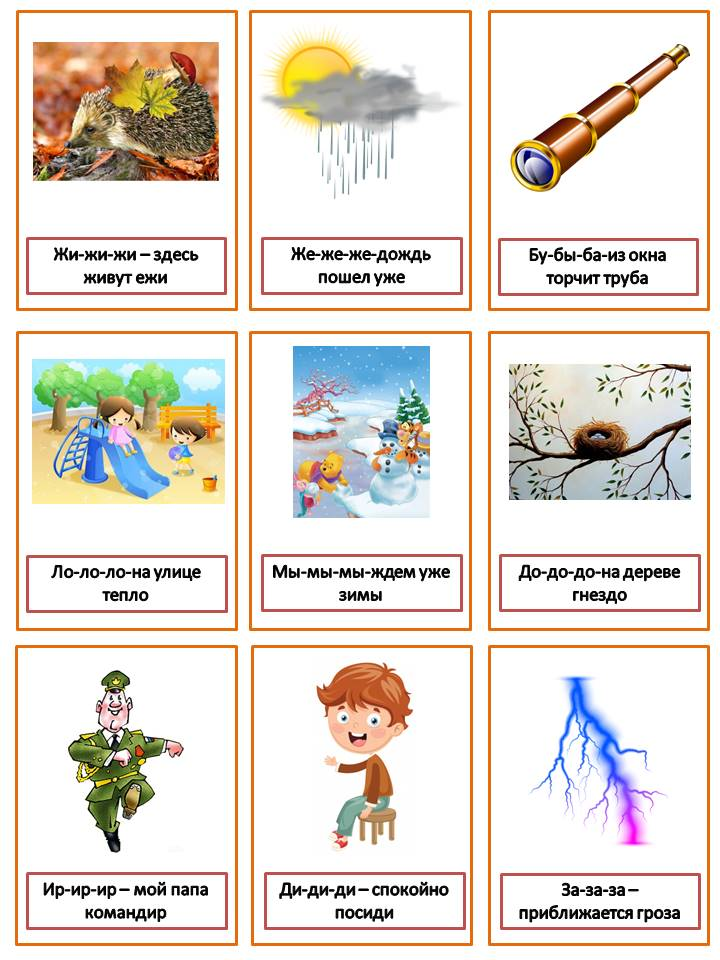 Жи-жи-жи – здесь
живут ежи
Же-же-же-дождь
пошел уже
Бу-бы-ба-из окна
торчит труба
Ло-ло-ло-на улице
тепло
Мы-мы-мы-ждем уже
зимы
До-до-до-на дереве
гнездо
Ир-ир-ир – мой папа
командир
Ди-ди-ди – спокойно
посиди
За-за-за –
приближается гроза